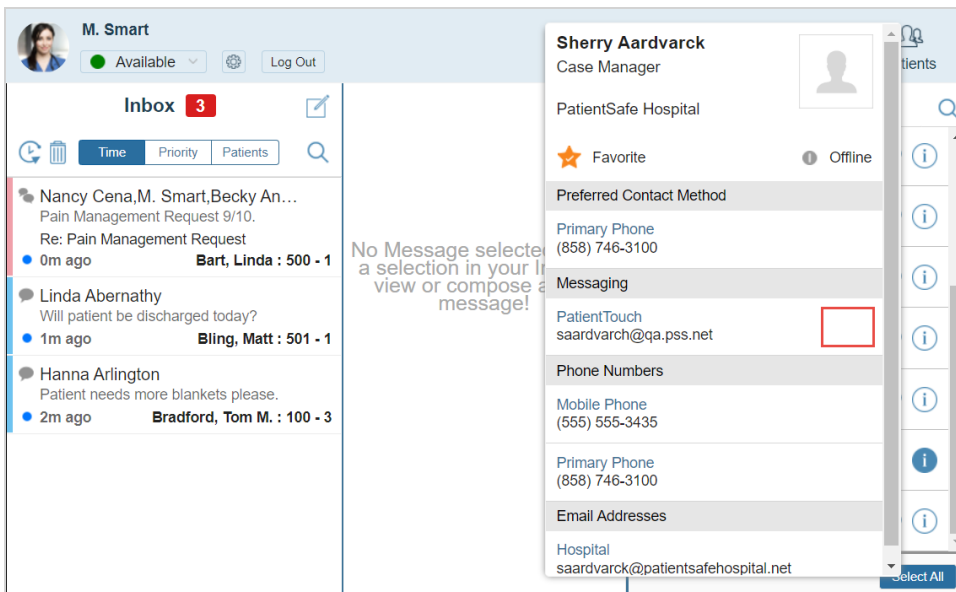 M. Smart
Available
Log Out
Inbox 3
Time Priority Patients
Nancy Cena,M. Smart,Becky An…
Pain Management Request 9/10.
Re: Pain Management Request
0m ago Bart, Linda : 500 - 1
Linda Abernathy
Will patient be discharged today?
1m ago Bling, Matt : 501 - 1
Hanna Arlington
Patient needs more blankets please.
2m ago Bradford, Tom M. : 100 - 3
No Message selecte
a selection in your I
view or compose a
message!
Sherry Aardvarck
Case Manager
PatientSafe Hospital
Favorite
Offline
Preferred Contact Method
Primary Phone
(858) 746-3100
Messaging
PatientTouch
saardvarch@qa.pss.net
Phone Numbers
Mobile Phone
(555) 555-3435
Primary Phone
(858) 746-3100
Email Addresses
Hospital
saardvarck@patientsafehospital.net
tients
Select All